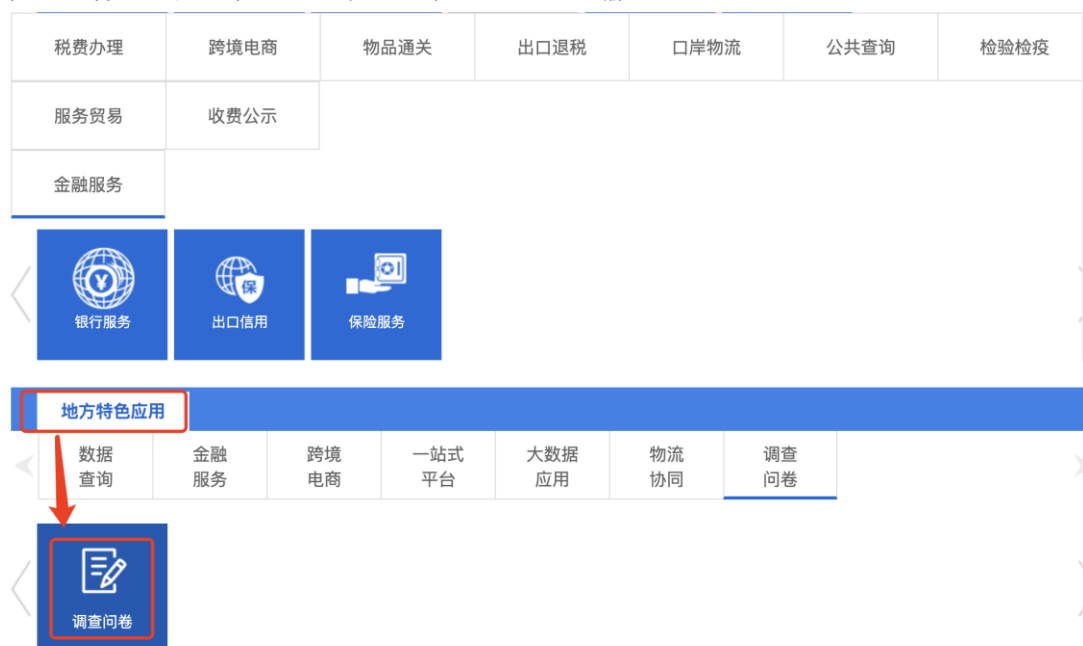 税费办理 跨境电商 物品通关 出口退税 口岸物流 公共查询 检验检疫
服务贸易 收费公示
金融服务
¥ 保
银行服务 出口信用 保险服务
地方特色应用
数据 金融 跨境 一站式 大数据 物流 调查
查询 服务 电商 平台 应用 协同 问卷
调查问卷